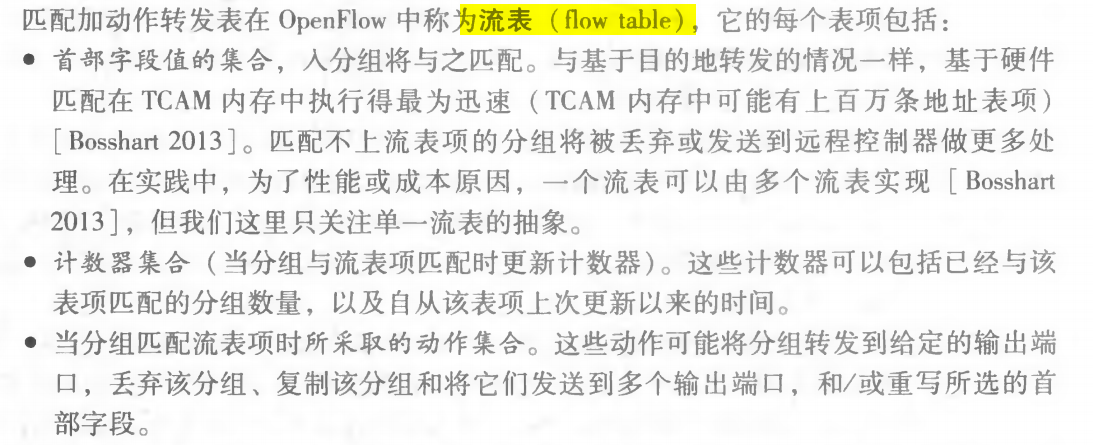 匹配加动作转发表在 OpenFlow 中称为流表（flow table），它的每个表项包括：
● 首部字段值的集合，入分组将与之匹配。与基于目的地转发的情况一样，基于硬件
匹配在 TCAM 内存中执行得最为迅速（TCAM 内存中可能有上百万条地址表项）
［Bosshart 2013］。匹配不上流表项的分组将被丢弃或发送到远程控制器做更多处
理。在实践中，为了性能或成本原因，一个流表可以由多个流表实现［Bosshart
2013］，但我们这里只关注单一流表的抽象。
● 计数器集合（当分组与流表项匹配时更新计数器）。这些计数器可以包括已经与该
表项匹配的分组数量，以及自从该表项上次更新以来的时间。
● 当分组匹配流表项时所采取的动作集合。这些动作可能将分组转发到给定的输出端
口，丢弃该分组、复制该分组和将它们发送到多个输出端口，和/或重写所选的首
部字段。